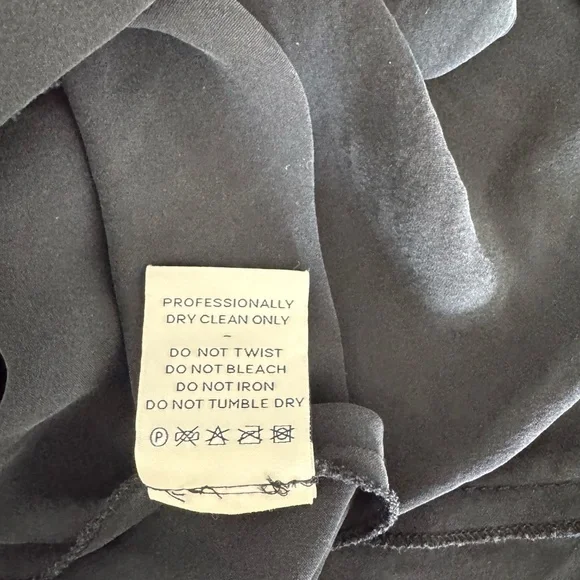 PROFESSIONALLY
DRY CLEAN ONLY
-
DO NOT TWIST
DO NOT BLEACH
DO NOT IRON
DO NOT TUMBLE DRY
P